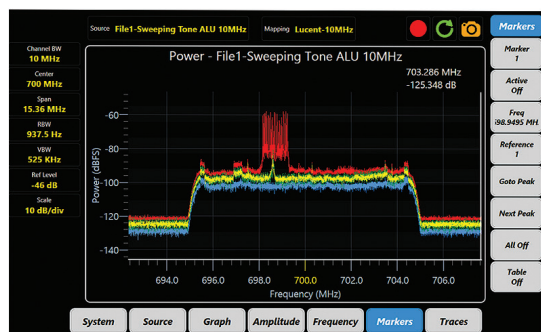 Source File1-Sweeping Tone ALU 10MHz Mapping Lucent-10MHz
Markers
Channel BW
10 MHz
Center
700 MHz
Span
15.36 MHz
RBW
937.5 Hz
VBW
525 KHz
Ref Level
-46 dB
Scale
10 dB/div
Power - File1-Sweeping Tone ALU 10MHz
703.286 MHz
-125.348 dB
Power (dBFS)
-60
-80
-100
-120
-140
694.0 696.0 698.0 700.0 702.0 704.0 706.0
Frequency (MHz)
Marker
1
Active
Off
Freq
98.9495 MH
Reference
1
Goto Peak
Next Peak
All Off
Table
Off
System Source Graph Amplitude Frequency Markers Traces